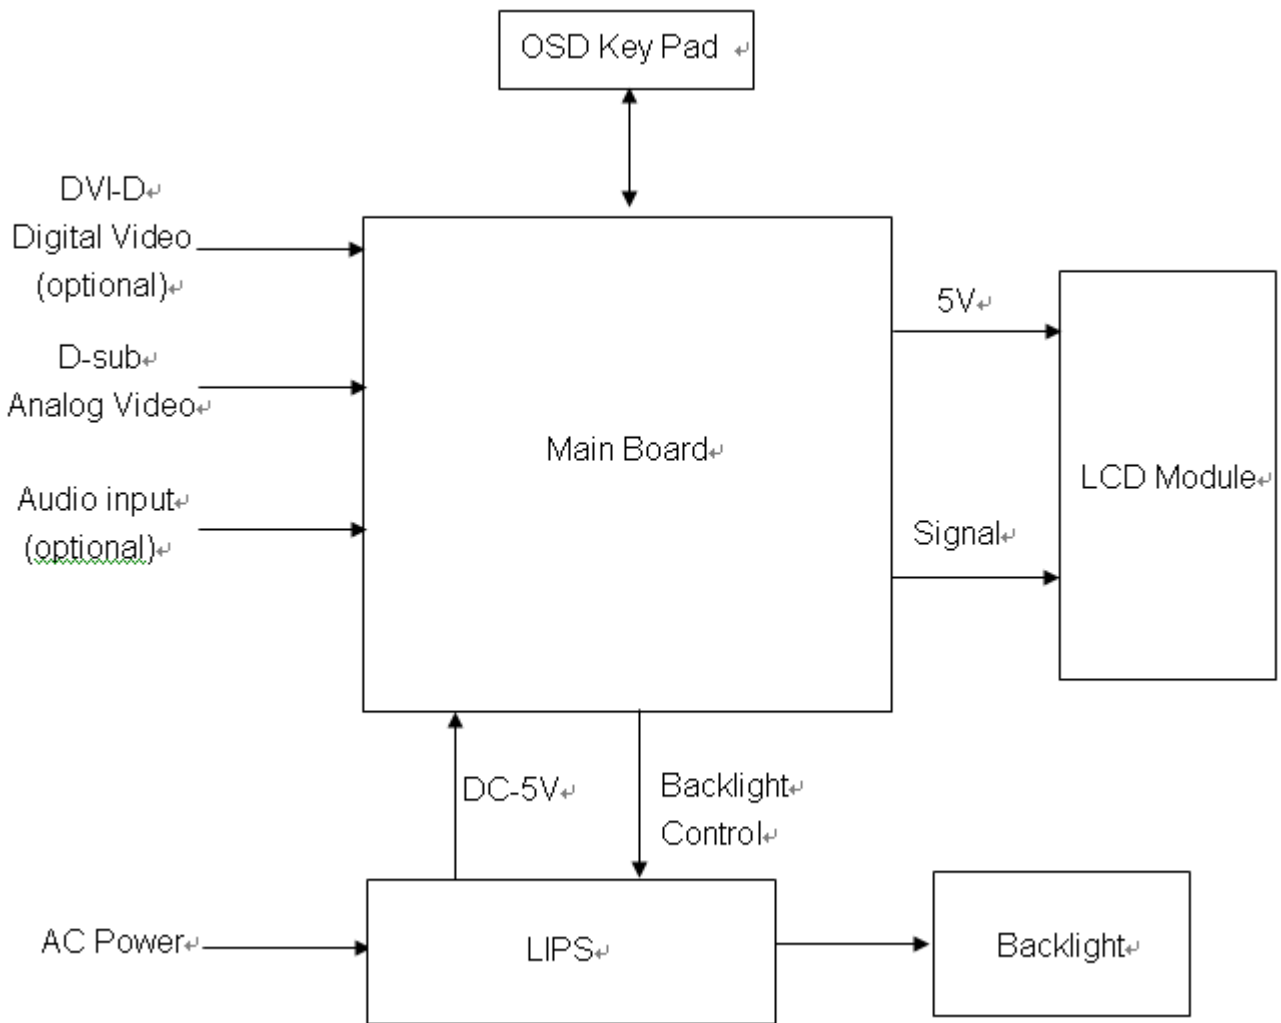 OSD Key Pad
DVI-D
Digital Video
(optional)
D-sub
Analog Video
Audio input
(optional)
Main Board
5V
Signal
LCD Module
DC-5V
Backlight
Control
AC Power
LIPS
Backlight